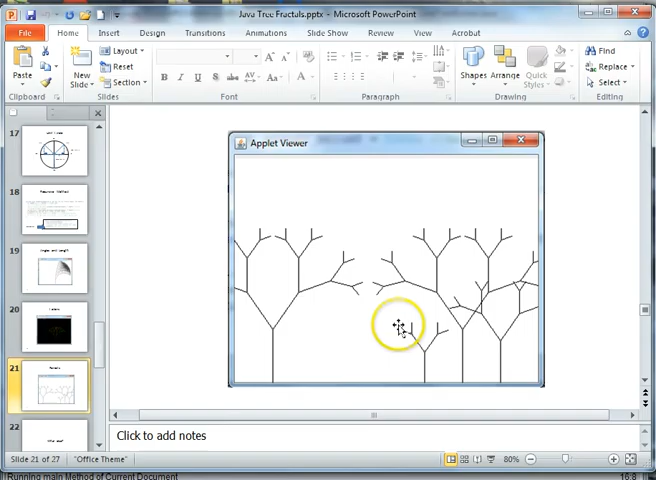 Java Tree Fractals.pptx - Microsoft PowerPoint
File Home Insert Design Transitions Animations Slide Show Review View Acrobat
Paste
New Slide
Layout
Reset
Section
Shapes
Arrange
Quick Styles
Find
Replace
Select
Clipboard Slides Font Paragraph Drawing Editing
17
18
19
20
21
22
Applet Viewer
Click to add notes
Slide 21 of 27 "Office Theme" 80%
Running main Method of Current Document 16:8